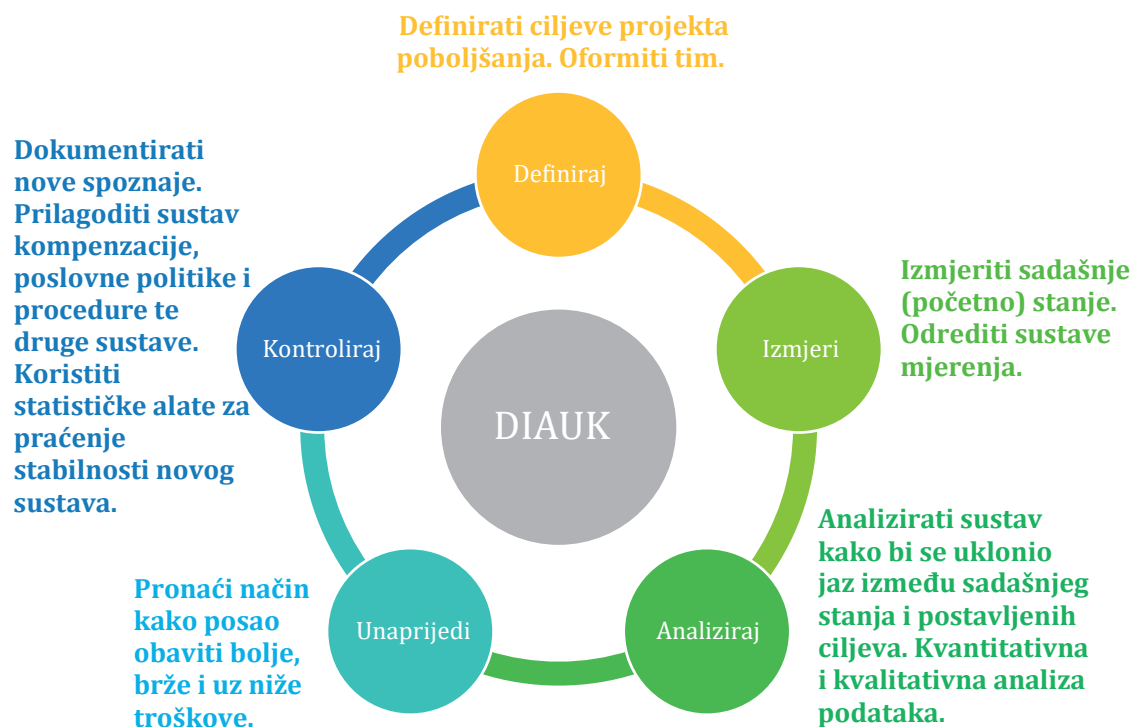 Definirati ciljeve projekta
poboljšanja. Oformiti tim.
Definiraj
Izmjeriti sadašnje
(početno) stanje.
Odrediti sustave
mjerenja.
Izmjeri
Analizirati sustav
kako bi se uklonio
jaz između sadašnjeg
stanja i postavljenih
ciljeva. Kvantitativna
i kvalitativna analiza
podataka.
Analiziraj
Unaprijedi
Pronaći način
kako posao
obaviti bolje,
brže i uz niže
troškove.
Kontroliraj
Dokumentirati
nove spoznaje.
Prilagoditi sustav
kompenzacije,
poslovne politike i
procedure te
druge sustave.
Koristiti
statističke alate za
praćenje
stabilnosti novog
sustava.
DIAUK